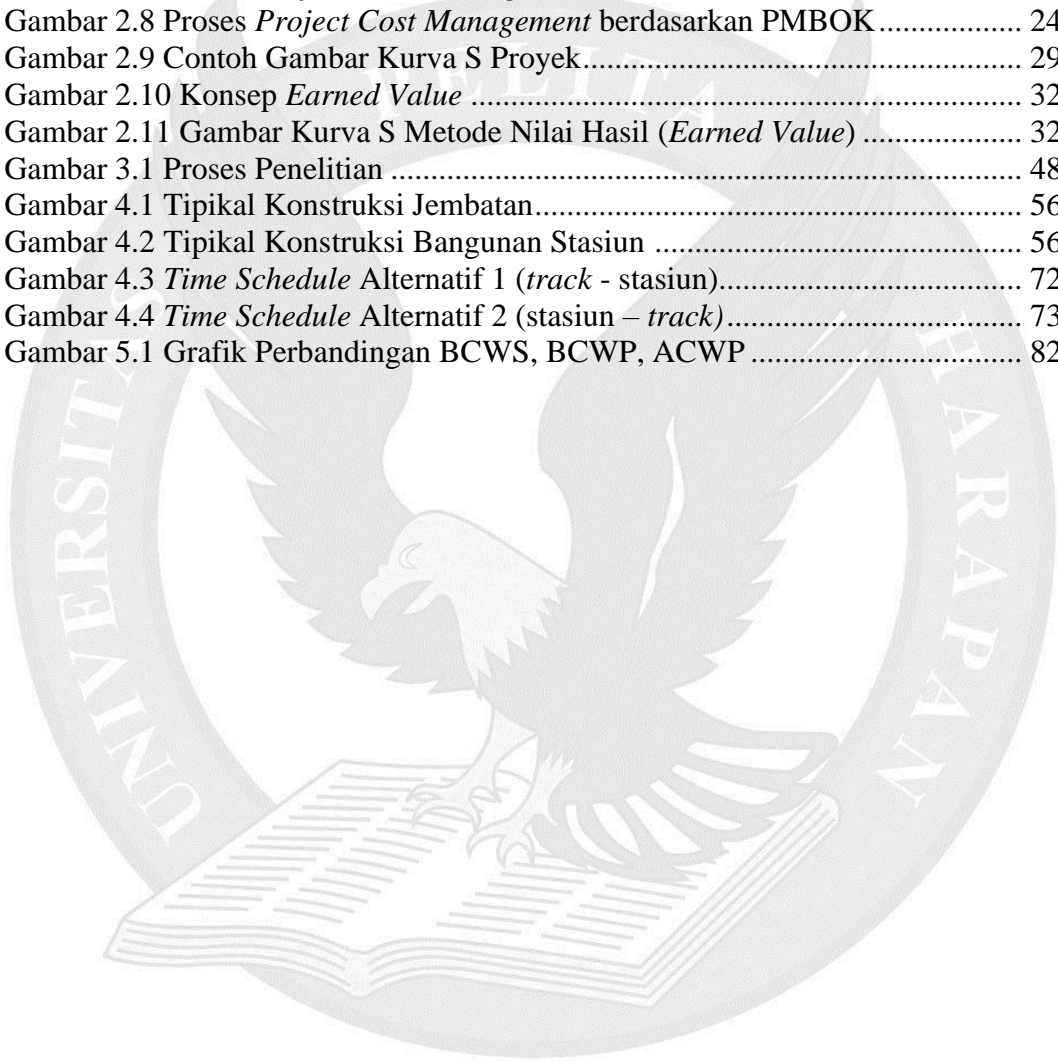 Gambar 2.8 Proses Project Cost Management berdasarkan PMBOK................ 24
Gambar 2.9 Contoh Gambar Kurva S Proyek.................................................... 29
Gambar 2.10 Konsep Earned Value ................................................................. 32
Gambar 2.11 Gambar Kurva S Metode Nilai Hasil (Earned Value) ................... 32
Gambar 3.1 Proses Penelitian .......................................................................... 48
Gambar 4.1 Tipikal Konstruksi Jembatan......................................................... 56
Gambar 4.2 Tipikal Konstruksi Bangunan Stasiun ........................................... 56
Gambar 4.3 Time Schedule Alternatif 1 (track - stasiun).................................... 72
Gambar 4.4 Time Schedule Alternatif 2 (stasiun – track)................................... 73
Gambar 5.1 Grafik Perbandingan BCWS, BCWP, ACWP ................................ 82
UNIVERSITAS PELITA HARAPAN